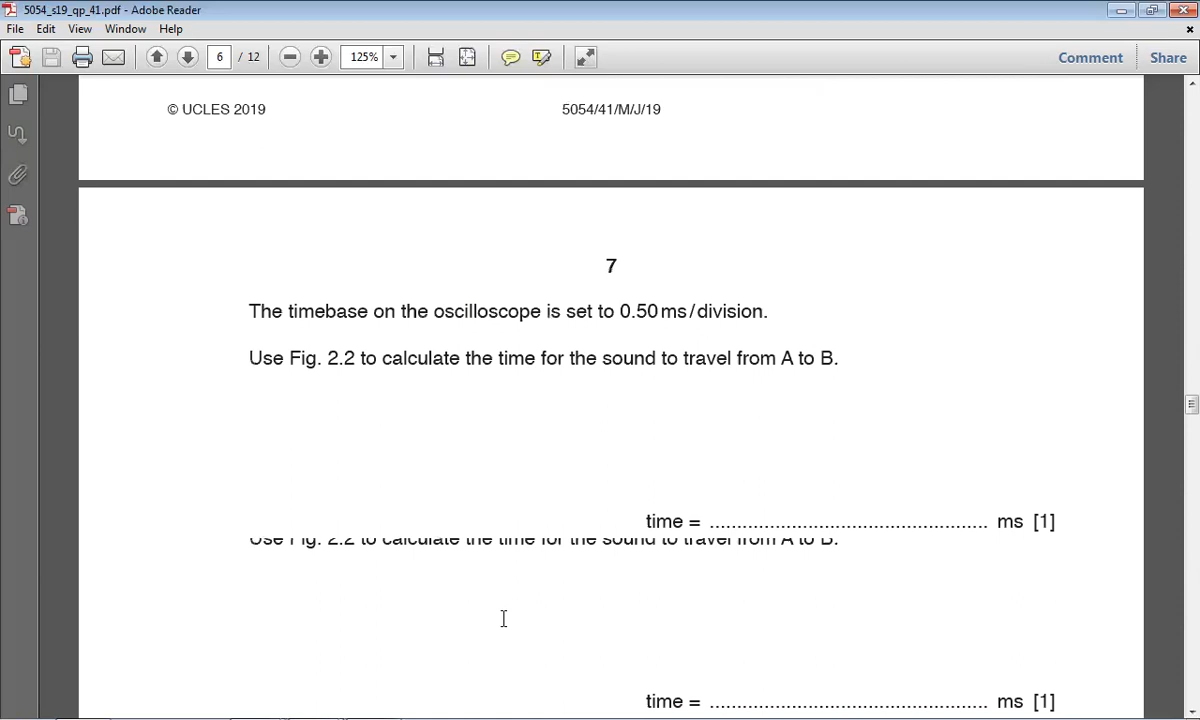 5054_s19_qp_41.pdf - Adobe Reader
File Edit View Window Help
6 / 12 125% Comment Share
© UCLES 2019 5054/41/M/J/19
7
The timebase on the oscilloscope is set to 0.50 ms / division.
Use Fig. 2.2 to calculate the time for the sound to travel from A to B.
time = .................................................... ms [1]
Use Fig. 2.2 to calculate the time for the sound to travel from A to B.
time = .................................................... ms [1]